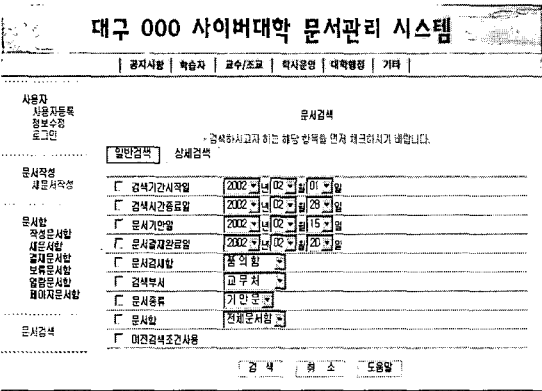 대구 000 사이버대학 문서관리 시스템
공지사항 | 학습자 | 교수/조교 | 학사운영 | 대학행정 | 기타
사용자
사용자등록
정보수정
로그인
문서작성
새문서작성
문서함
작성문서함
새문서함
결재문서함
보류문서함
열람문서함
페이지문서함
문서검색
문서검색
검색하시고자 하는 해당 항목을 먼저 체크하시기 바랍니다.
일반검색 상세검색
검색기간시작일 2002 년 02 월 01 일
검색시간종료일 2002 년 02 월 28 일
문서기안일 2002 년 02 월 15 일
문서결재완료일 2002 년 02 월 20 일
문서검색함 품의함
검색부서 교무처
문서종류 기안문
문서함 전체문서함
이전검색조건사용
검 색 취 소 도움말